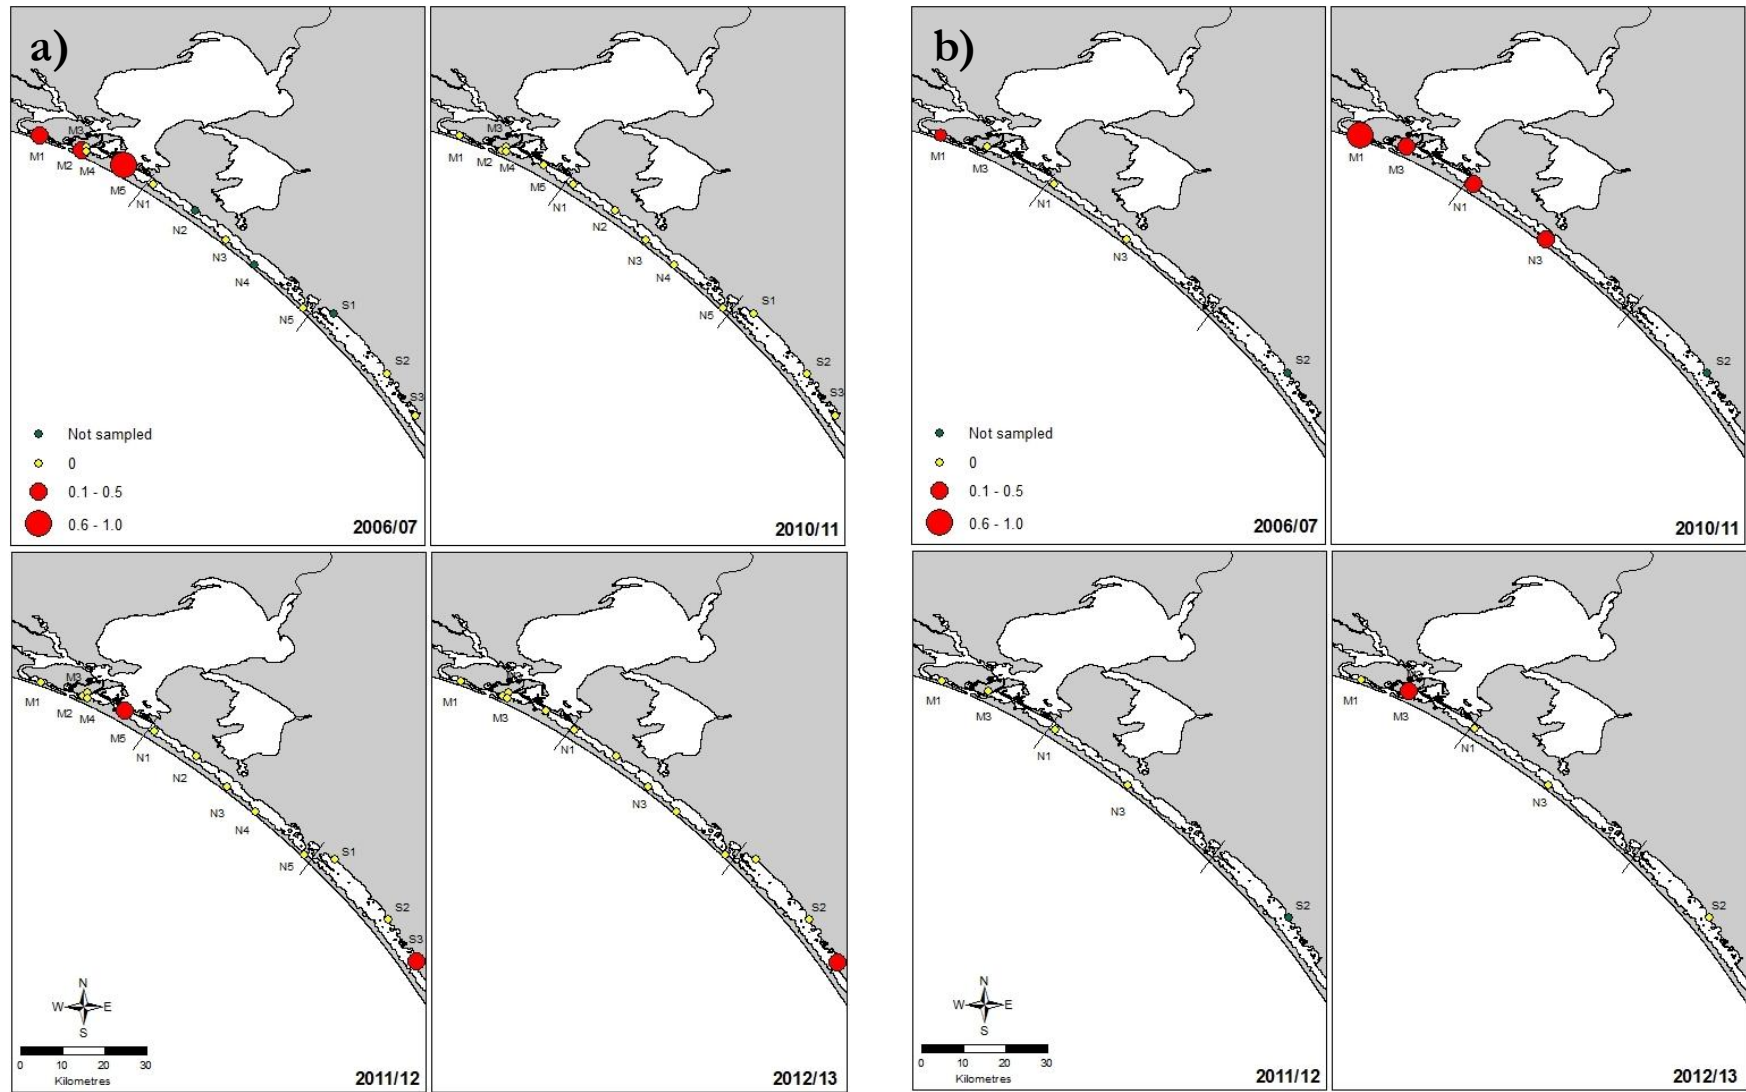 a)
M3
M1
M2
M4
M5
N1
N2
N3
N4
S1
N5
S2
S3
Not sampled
0
0.1 - 0.5
0.6 - 1.0
2006/07
M3
M1
M2
M4
M5
N1
N2
N3
N4
S1
N5
S2
S3
2010/11
M3
M1
M2
M4
M5
N1
N2
N3
N4
S1
N5
S2
S3
N
W E
S
0 10 20 30
Kilometres
2011/12
M1
M3
N1
N3
S2
2012/13
b)
M1
M3
N1
N3
S2
Not sampled
0
0.1 - 0.5
0.6 - 1.0
2006/07
M1
M3
N1
N3
S2
2010/11
M1
M3
N1
N3
S2
N
W E
S
0 10 20 30
Kilometres
2011/12
M1
M3
N1
N3
S2
2012/13